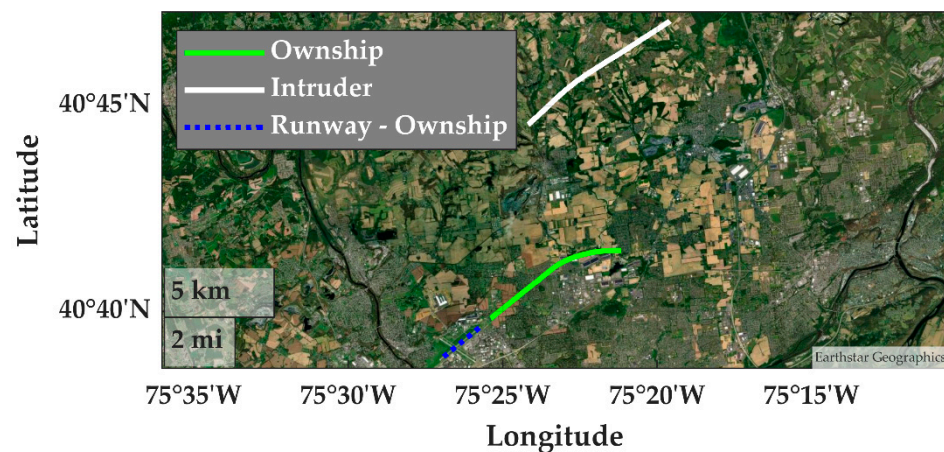 Ownship
Intruder
Runway - Ownship
Latitude
40°45'N
40°40'N
5 km
2 mi
Earthstar Geographics
75°35'W 75°30'W 75°25'W 75°20'W 75°15'W
Longitude